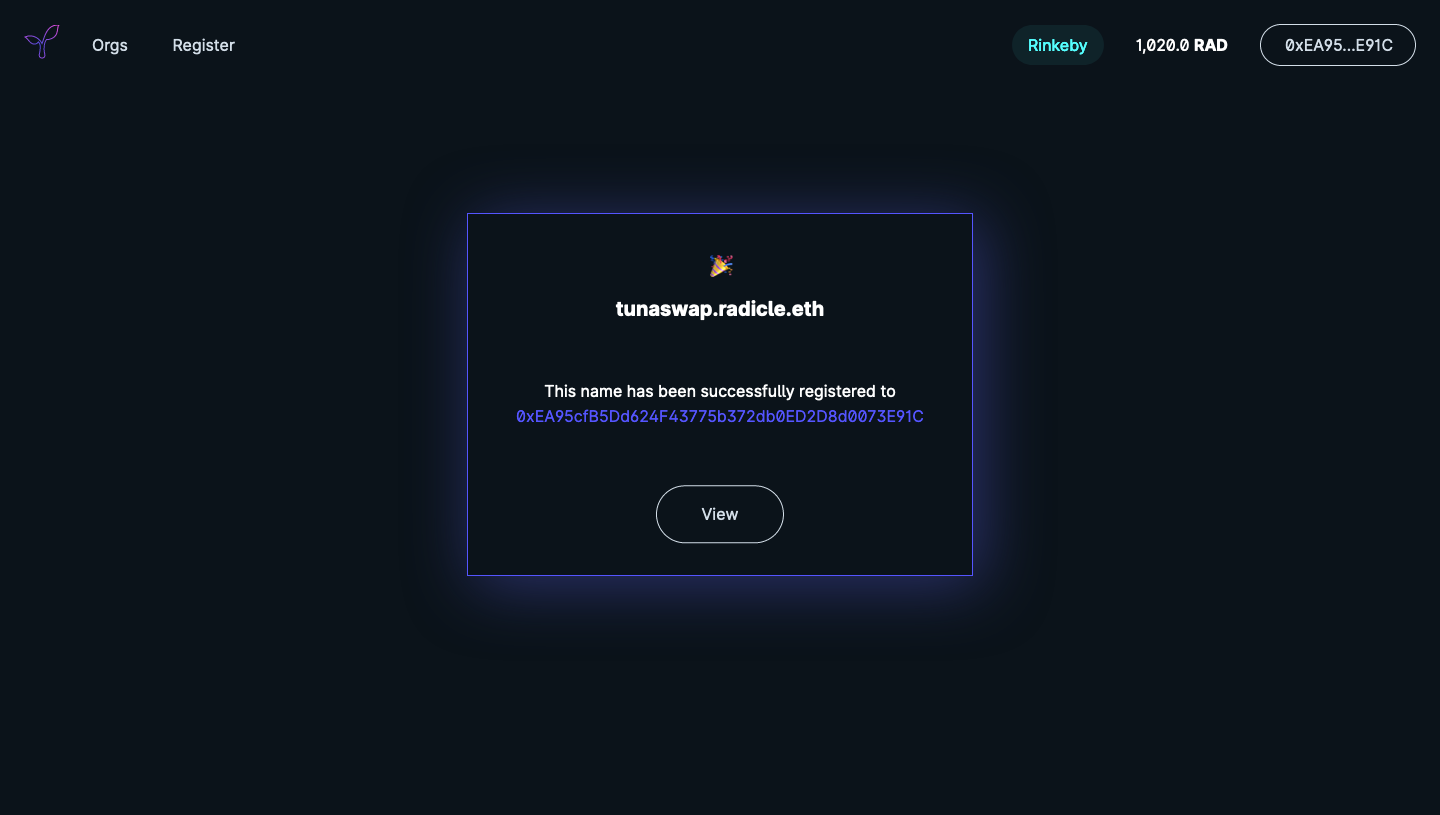 Orgs
Register
Rinkeby
1,020.0 RAD
0xEA95...E91C
tunaswap.radicle.eth
This name has been successfully registered to
0xEA95cfB5Dd624F43775b372db0ED2D8d0073E91C
View